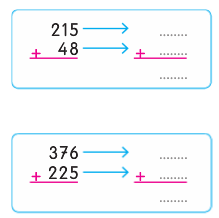 215 → ........
+ 48 → + ........
........
376 → ........
+ 225 → + ........
........